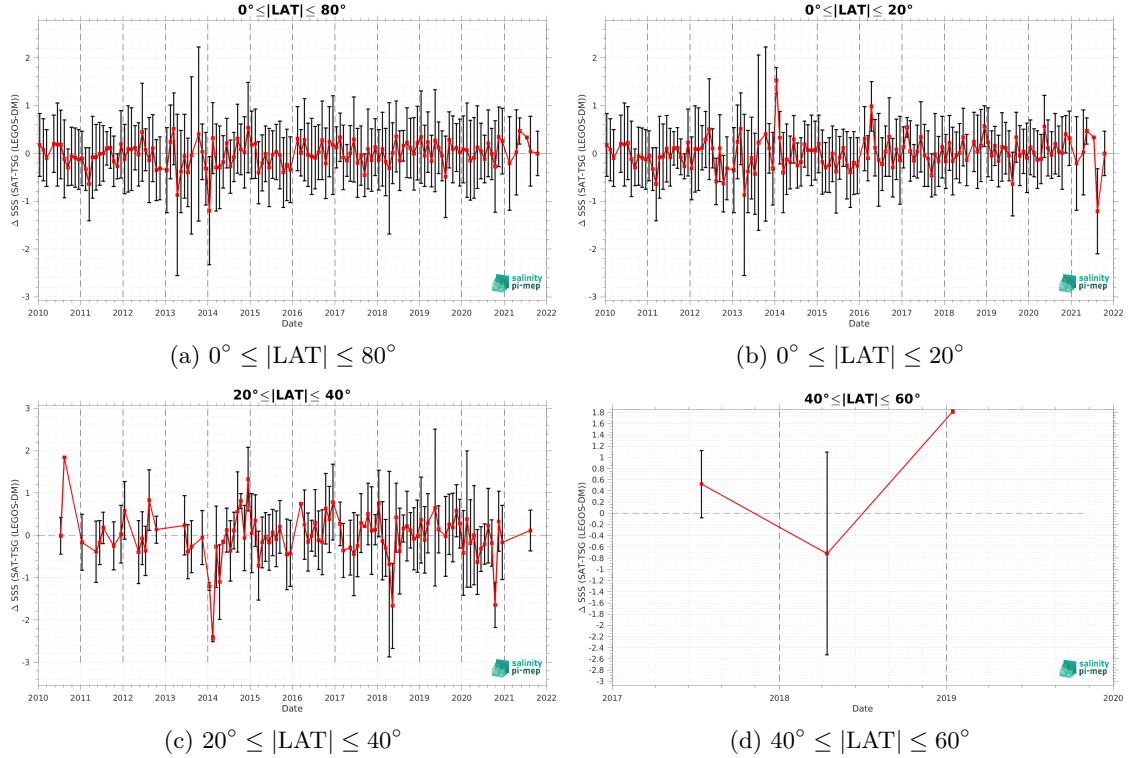 0°≤|LAT|≤ 80°
Δ SSS (SAT-TSG (LEGOS-DM))
2
1
0
-1
-2
-3
salinity
pi-mep
2010 2011 2012 2013 2014 2015 2016 2017 2018 2019 2020 2021 2022
Date
(a) 0° ≤ |LAT| ≤ 80°
0°≤|LAT|≤ 20°
Δ SSS (SAT-TSG (LEGOS-DM))
2
1
0
-1
-2
-3
salinity
pi-mep
2010 2011 2012 2013 2014 2015 2016 2017 2018 2019 2020 2021 2022
Date
(b) 0° ≤ |LAT| ≤ 20°
20°≤|LAT|≤ 40°
Δ SSS (SAT-TSG (LEGOS-DM))
3
2
1
0
-1
-2
-3
salinity
pi-mep
2010 2011 2012 2013 2014 2015 2016 2017 2018 2019 2020 2021 2022
Date
(c) 20° ≤ |LAT| ≤ 40°
40°≤|LAT|≤ 60°
Δ SSS (SAT-TSG (LEGOS-DM))
1.8
1.6
1.4
1.2
1
0.8
0.6
0.4
0.2
0
-0.2
-0.4
-0.6
-0.8
-1
-1.2
-1.4
-1.6
-1.8
-2
-2.2
-2.4
-2.6
-2.8
-3
salinity
pi-mep
2017 2018 2019 2020
Date
(d) 40° ≤ |LAT| ≤ 60°